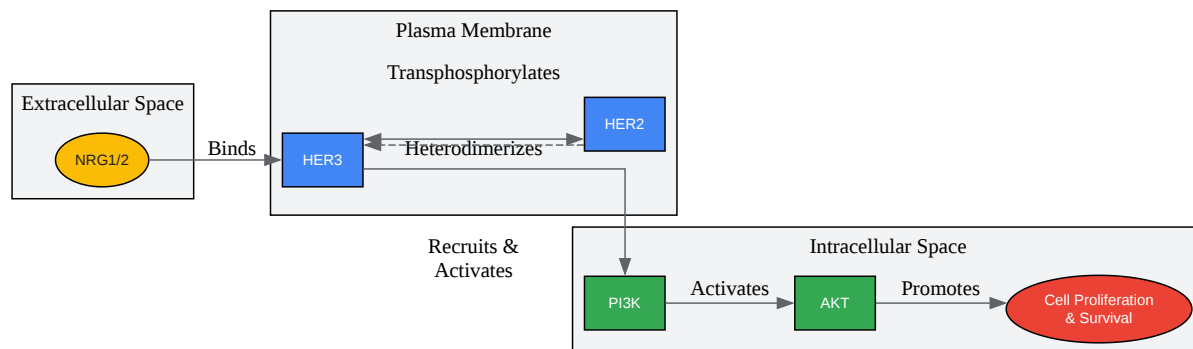 Plasma Membrane
Transphosphorylates
Extracellular Space
HER2
NRG1/2
Binds
HER3
Heterodimerizes
Recruits &
Activates
Intracellular Space
PI3K
Activates
AKT
Promotes
Cell Proliferation
& Survival